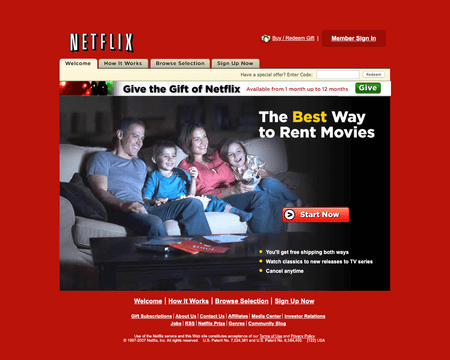 NETFLIX
Buy / Redeem Gift | Member Sign In
Welcome How It Works Browse Selection Sign Up Now
Have a special offer? Enter Code: Redeem
Give the Gift of Netflix Available from 1 month up to 12 months Give
The Best Way
to Rent Movies
Start Now
You'll get free shipping both ways
Watch classics to new releases to TV series
Cancel anytime
Welcome | How It Works | Browse Selection | Sign Up Now
Gift Subscriptions | About Us | Contact Us | Affiliates | Media Center | Investor Relations
Jobs | RSS | Netflix Prize | Genres | Community Blog
Use of the Netflix service and this Web site constitutes acceptance of our Terms of Use and Privacy Policy.
© 1997-2007 Netflix, Inc. All rights reserved. U.S. Patent No. 7,024,381 and U.S. Patent No. 6,584,450. [122] USA